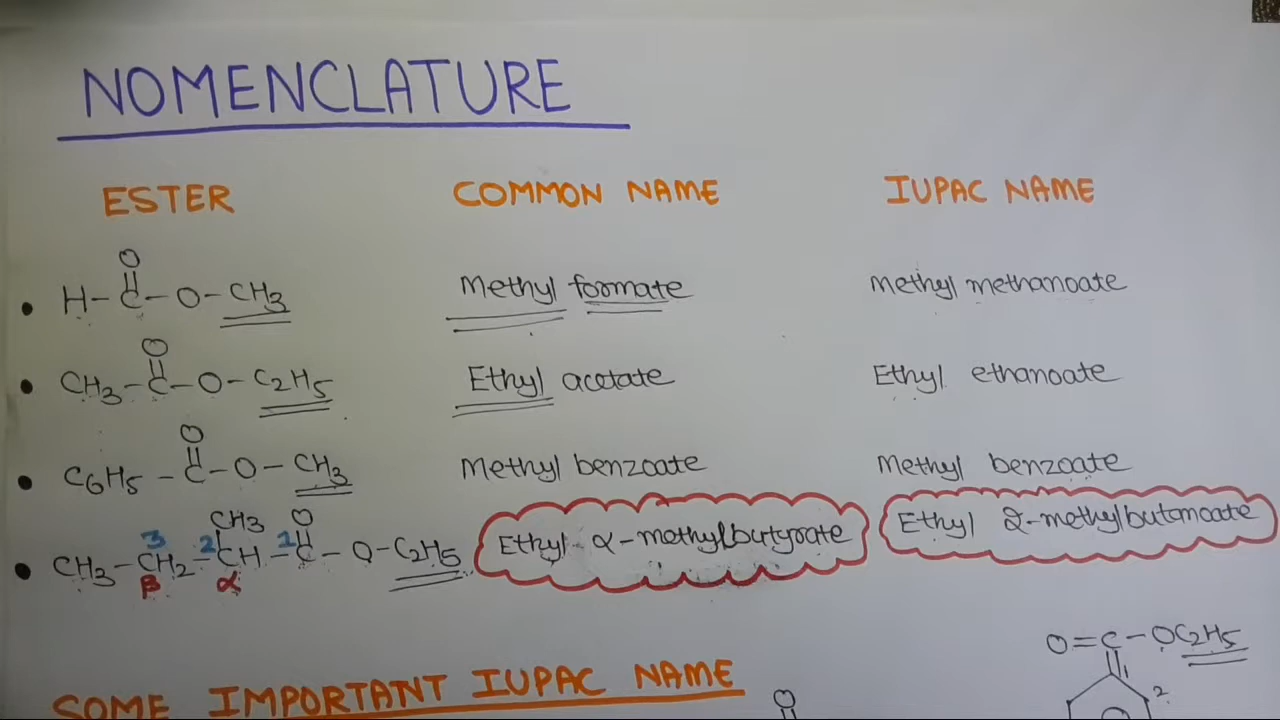 NOMENCLATURE
ESTER COMMON NAME IUPAC NAME
O
H-C-O-CH3 Methyl formate methyl methanoate
O
CH3-C-O-C2H5 Ethyl acetate Ethyl ethanoate
O
C6H5-C-O-CH3 Methyl benzoate Methyl benzoate
CH3 O
3 2 1
CH3-CH2-CH-C-O-C2H5 Ethyl α-methylbutyrate Ethyl 2-methylbutanoate
β α
O=C-OC2H5
SOME IMPORTANT IUPAC NAME
1
2
O